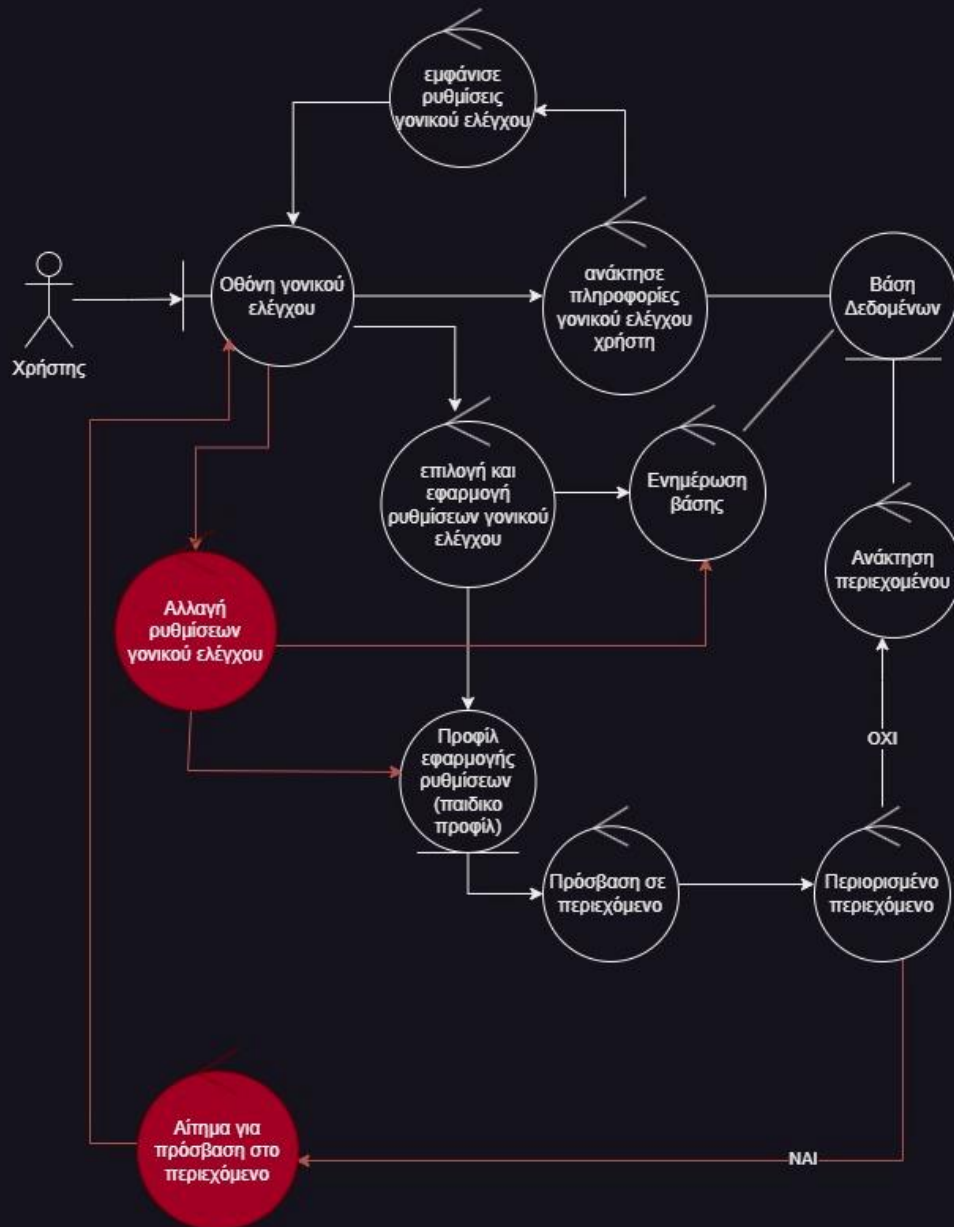 εμφάνισε
ρυθμίσεις
γονικού ελέγχου
Οθόνη γονικού
ελέγχου
ανάκτησε
πληροφορίες
γονικού ελέγχου
χρήστη
Βάση
Δεδομένων
Χρήστης
επιλογή και
εφαρμογή
ρυθμίσεων γονικού
ελέγχου
Ενημέρωση
βάσης
Ανάκτηση
περιεχομένου
Αλλαγή
ρυθμίσεων
γονικού ελέγχου
ΟΧΙ
Προφίλ
εφαρμογής
ρυθμίσεων
(παιδικο
προφίλ)
Πρόσβαση σε
περιεχόμενο
Περιορισμένο
περιεχόμενο
Αίτημα για
πρόσβαση στο
περιεχόμενο
ΝΑΙ